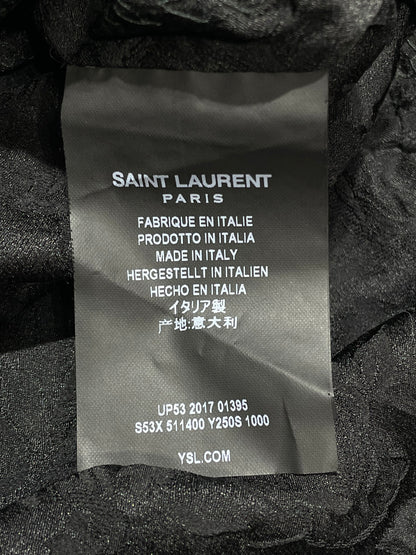 SAINT LAURENT
PARIS
FABRIQUE EN ITALIE
PRODOTTO IN ITALIA
MADE IN ITALY
HERGESTELLT IN ITALIEN
HECHO EN ITALIA
イタリア製
产地:意大利
UP53 2017 01395
S53X 511400 Y250S 1000
YSL.COM